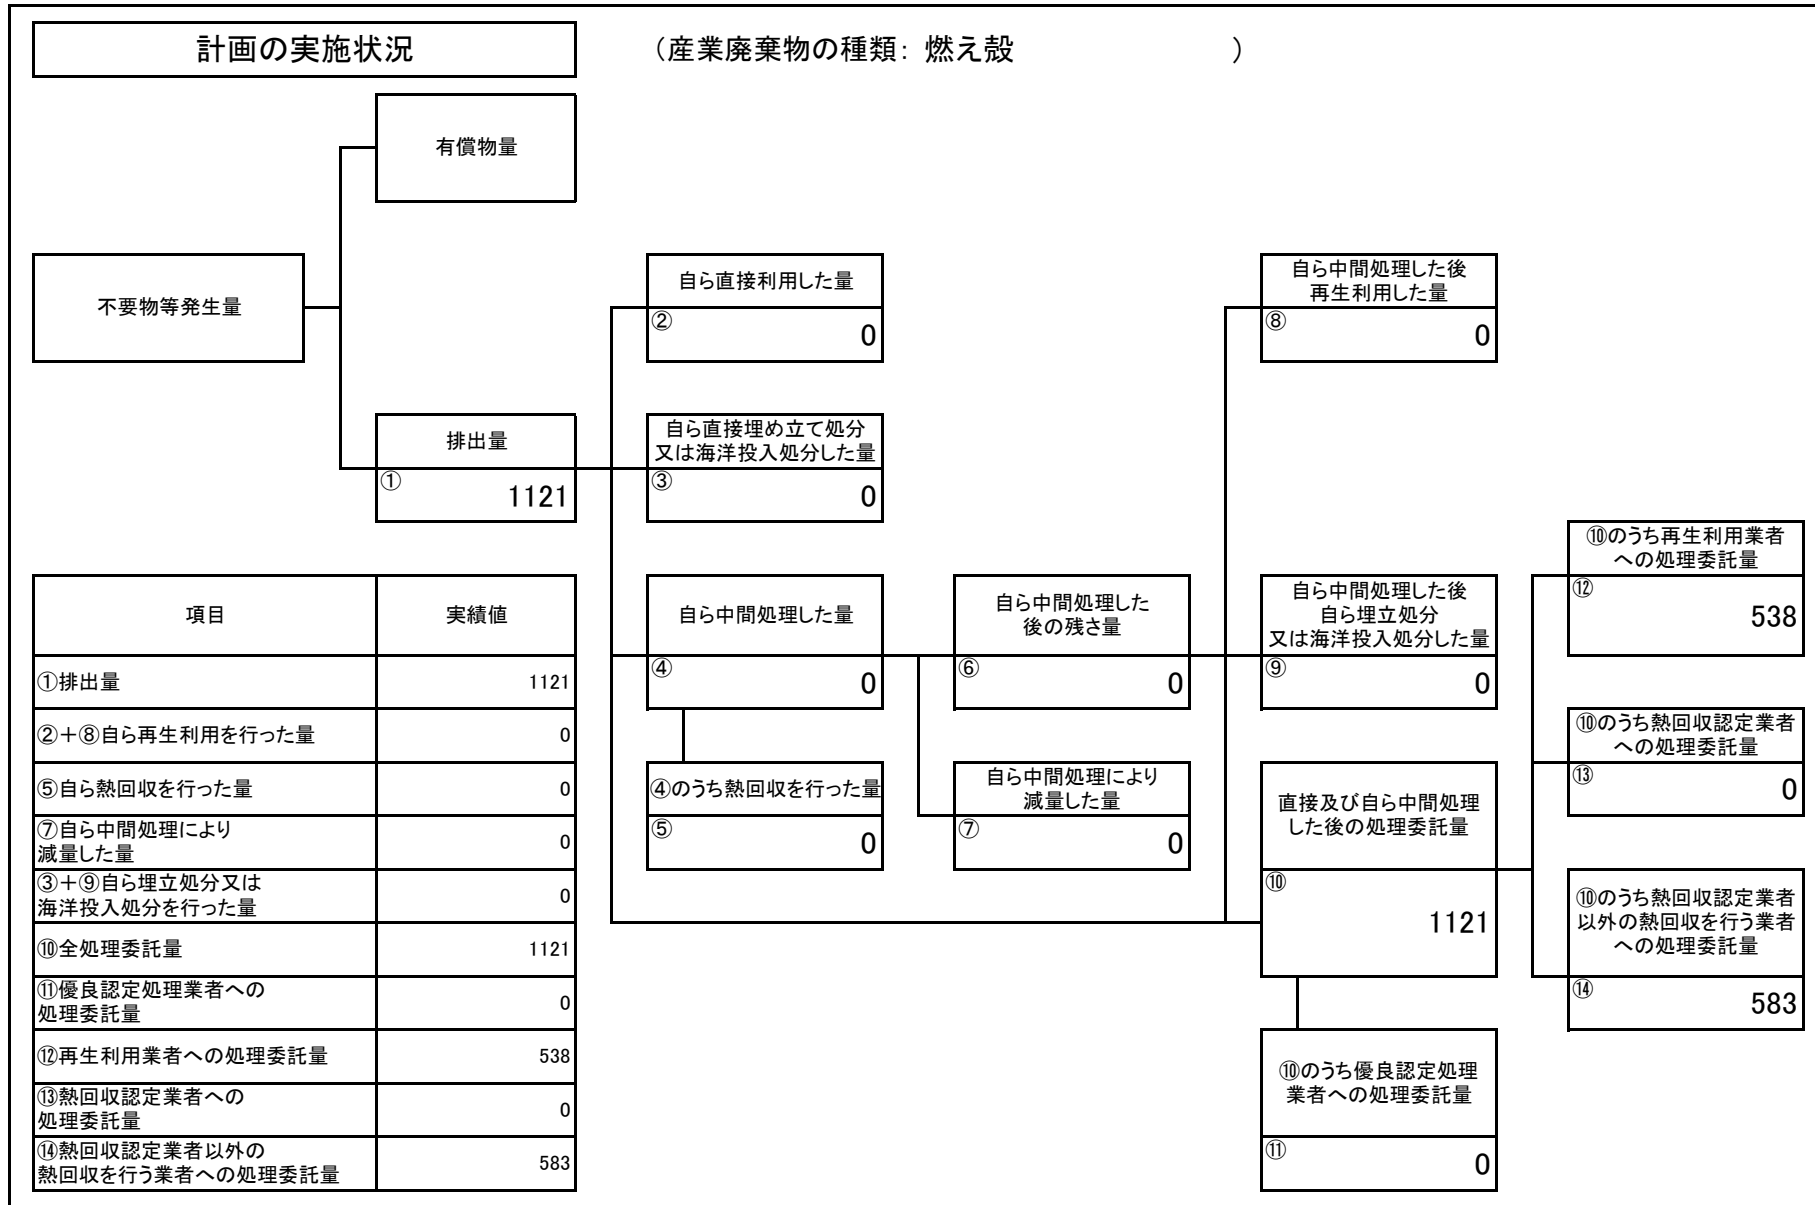 計画の実施状況
（産業廃棄物の種類： 燃え殻 ）
有償物量
不要物等発生量
排出量
①
1121
自ら直接利用した量
②
0
自ら直接埋め立て処分
又は海洋投入処分した量
③
0
自ら中間処理した後
再生利用した量
⑧
0
自ら中間処理した量
④
0
自ら中間処理した
後の残さ量
⑥
0
自ら中間処理した後
自ら埋立処分
又は海洋投入処分した量
⑨
0
④のうち熱回収を行った量
⑤
0
自ら中間処理により
減量した量
⑦
0
直接及び自ら中間処理
した後の処理委託量
⑩
1121
⑩のうち優良認定処理
業者への処理委託量
⑪
0
⑩のうち再生利用業者
への処理委託量
⑫
538
⑩のうち熱回収認定業者
への処理委託量
⑬
0
⑩のうち熱回収認定業者
以外の熱回収を行う業者
への処理委託量
⑭
583
項目 実績値
①排出量 1121
②＋⑧自ら再生利用を行った量 0
⑤自ら熱回収を行った量 0
⑦自ら中間処理により
減量した量 0
③＋⑨自ら埋立処分又は
海洋投入処分を行った量 0
⑩全処理委託量 1121
⑪優良認定処理業者への
処理委託量 0
⑫再生利用業者への処理委託量 538
⑬熱回収認定業者への
処理委託量 0
⑭熱回収認定業者以外の
熱回収を行う業者への処理委託量 583